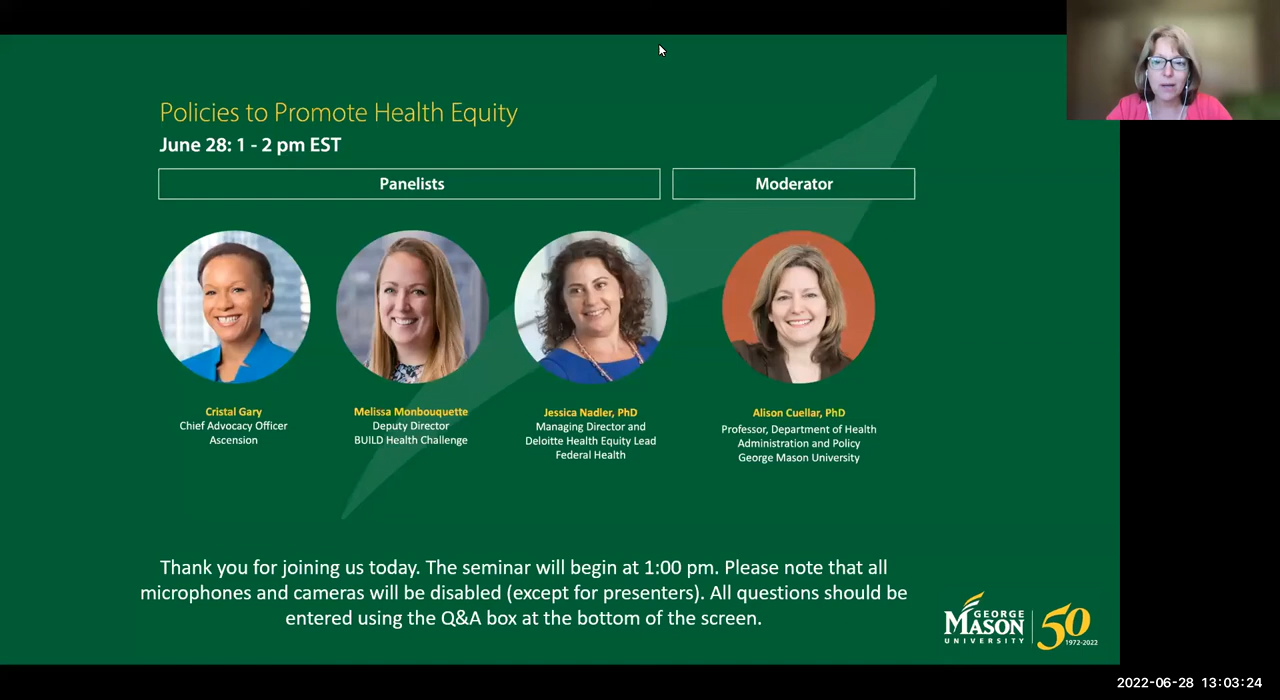 Policies to Promote Health Equity
June 28: 1 - 2 pm EST
Panelists
Moderator
Cristal Gary
Chief Advocacy Officer
Ascension
Melissa Monbouquette
Deputy Director
BUILD Health Challenge
Jessica Nadler, PhD
Managing Director and
Deloitte Health Equity Lead
Federal Health
Alison Cuellar, PhD
Professor, Department of Health
Administration and Policy
George Mason University
Thank you for joining us today. The seminar will begin at 1:00 pm. Please note that all
microphones and cameras will be disabled (except for presenters). All questions should be
entered using the Q&A box at the bottom of the screen.
GEORGE
MASON
UNIVERSITY
50
1972-2022
2022-06-28 13:03:24